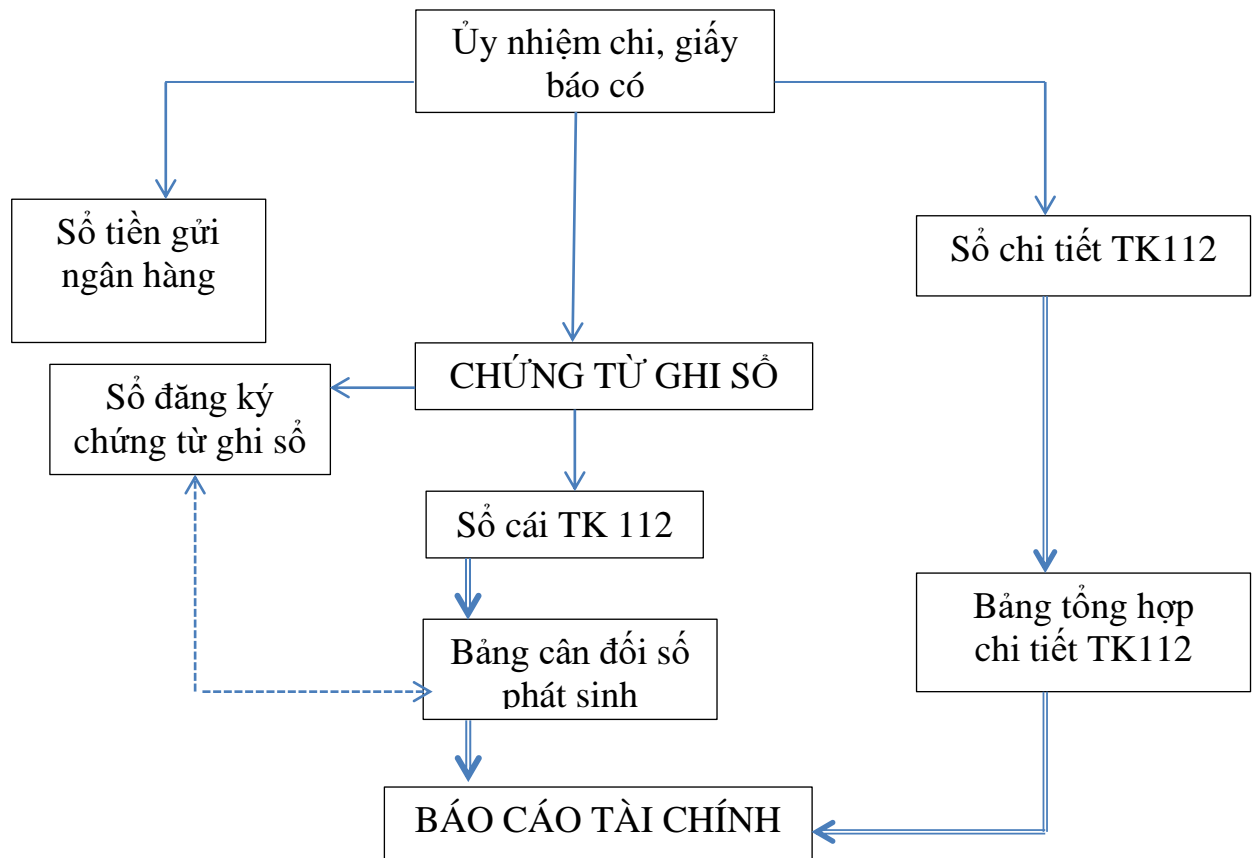 Ủy nhiệm chi, giấy
báo có
Sổ tiền gửi
ngân hàng
Sổ chi tiết TK112
CHỨNG TỪ GHI SỔ
Sổ đăng ký
chứng từ ghi sổ
Sổ cái TK 112
Bảng tổng hợp
chi tiết TK112
Bảng cân đối số
phát sinh
BÁO CÁO TÀI CHÍNH